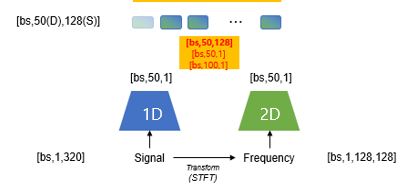 [bs,50(D),128(S)]
...
[bs,50,128]
[bs,50,1]
[bs,100,1]
[bs,50,1] [bs,50,1]
1D 2D
[bs,1,320] Signal Transform Frequency [bs,1,128,128]
(STFT)